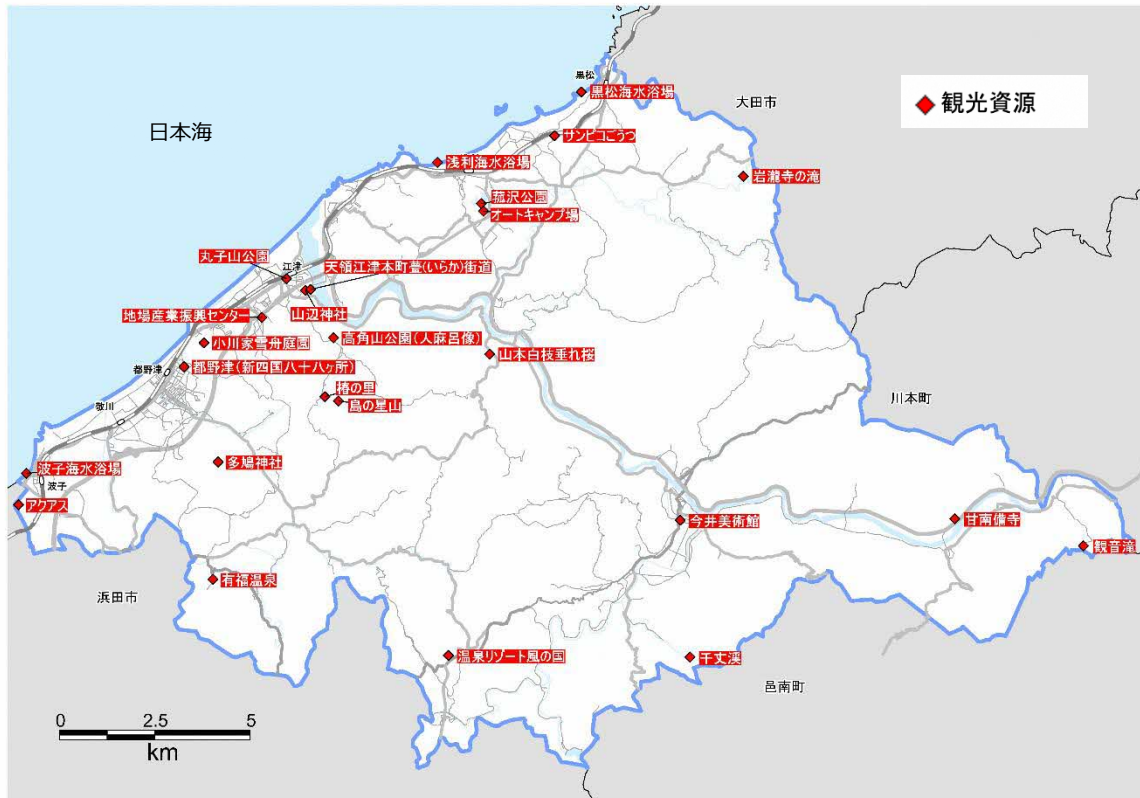 黒松
黒松海水浴場
大田市
観光資源
日本海
サンピコごうつ
浅利海水浴場
岩瀧寺の滝
菰沢公園
オートキャンプ場
丸子山公園
江津
天領江津本町甍(いらか)街道
山辺神社
地場産業振興センター
高角山公園(人麻呂像)
小川家雪舟庭園
山本白枝垂れ桜
都野津
都野津(新四国八十八ヶ所)
椿の里
島の星山
敬川
川本町
多鳩神社
波子海水浴場
波子
アクアス
今井美術館
甘南備寺
観音滝
有福温泉
浜田市
温泉リゾート風の国
千丈渓
邑南町
0 2.5 5
km